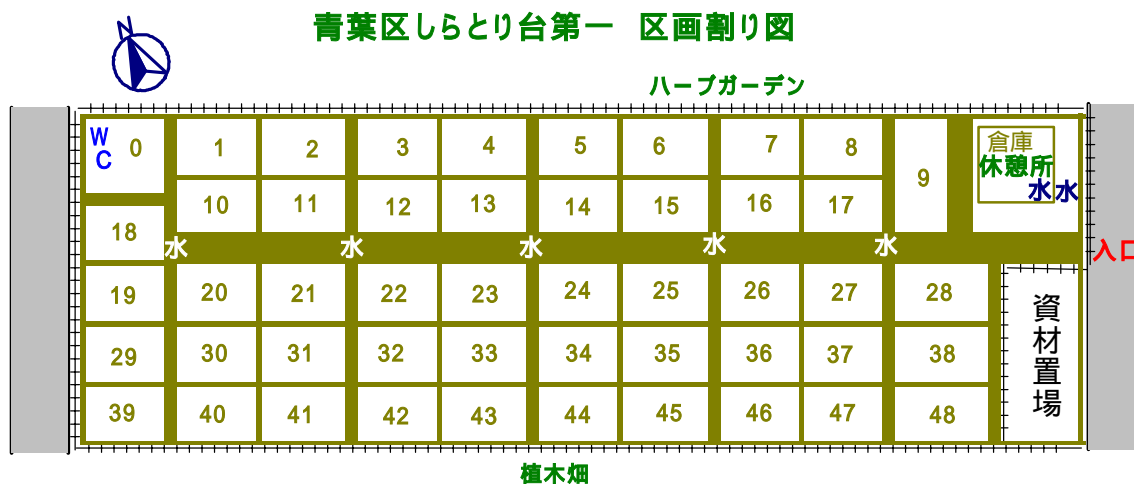 青葉区しらとり台第一 区画割り図
N
ハーブガーデン
WC 0 1 2 3 4 5 6 7 8 9 倉庫
休憩所
水水
10 11 12 13 14 15 16 17
18 水 水 水 水 水 入口
19 20 21 22 23 24 25 26 27 28 資材置場
29 30 31 32 33 34 35 36 37 38
39 40 41 42 43 44 45 46 47 48
植木畑